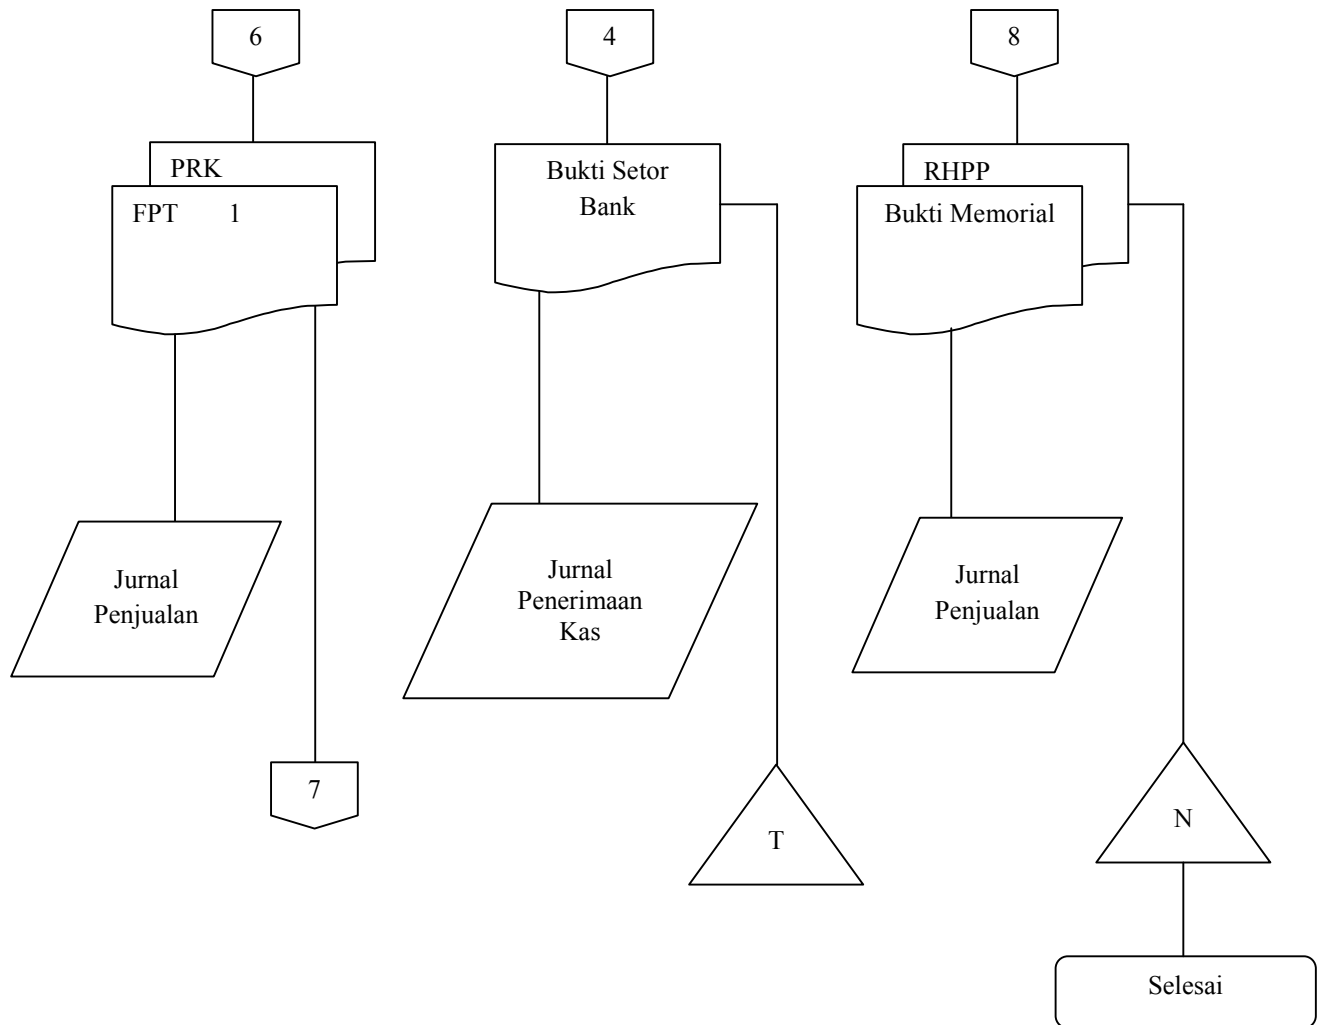 6
4
8
PRK
FPT 1
Bukti Setor
Bank
RHPP
Bukti Memorial
Jurnal
Penjualan
Jurnal
Penerimaan
Kas
Jurnal
Penjualan
7
T
N
Selesai